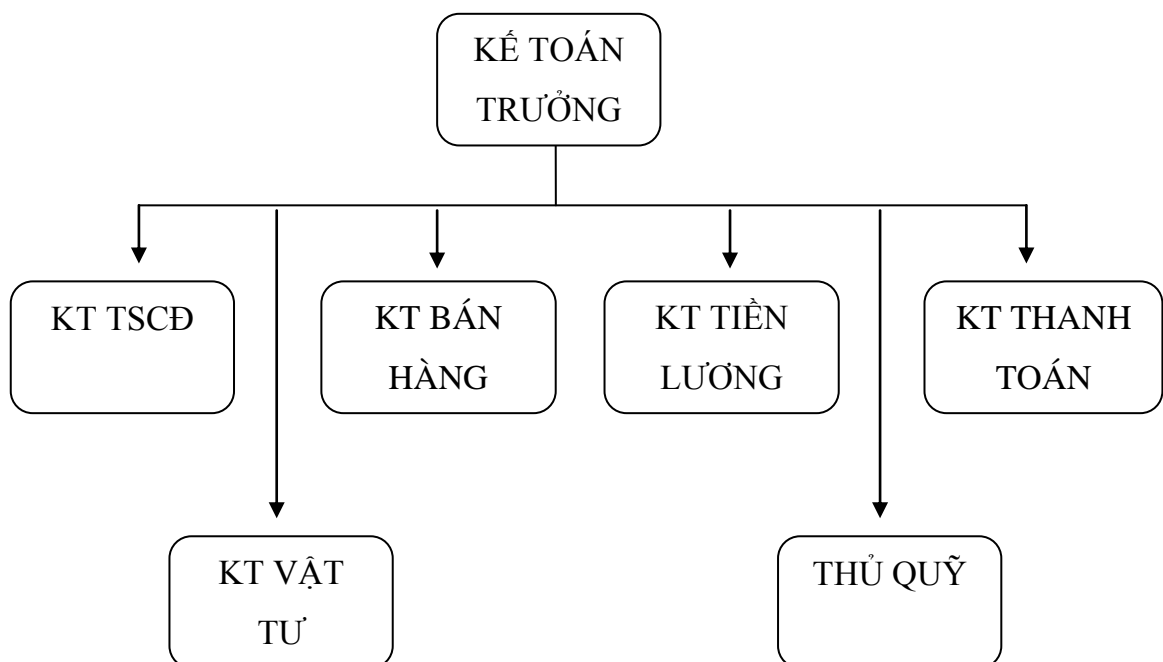 KẾ TOÁN
TRƯỞNG
KT TSCĐ
KT BÁN
HÀNG
KT TIỀN
LƯƠNG
KT THANH
TOÁN
KT VẬT
TƯ
THỦ QUỸ